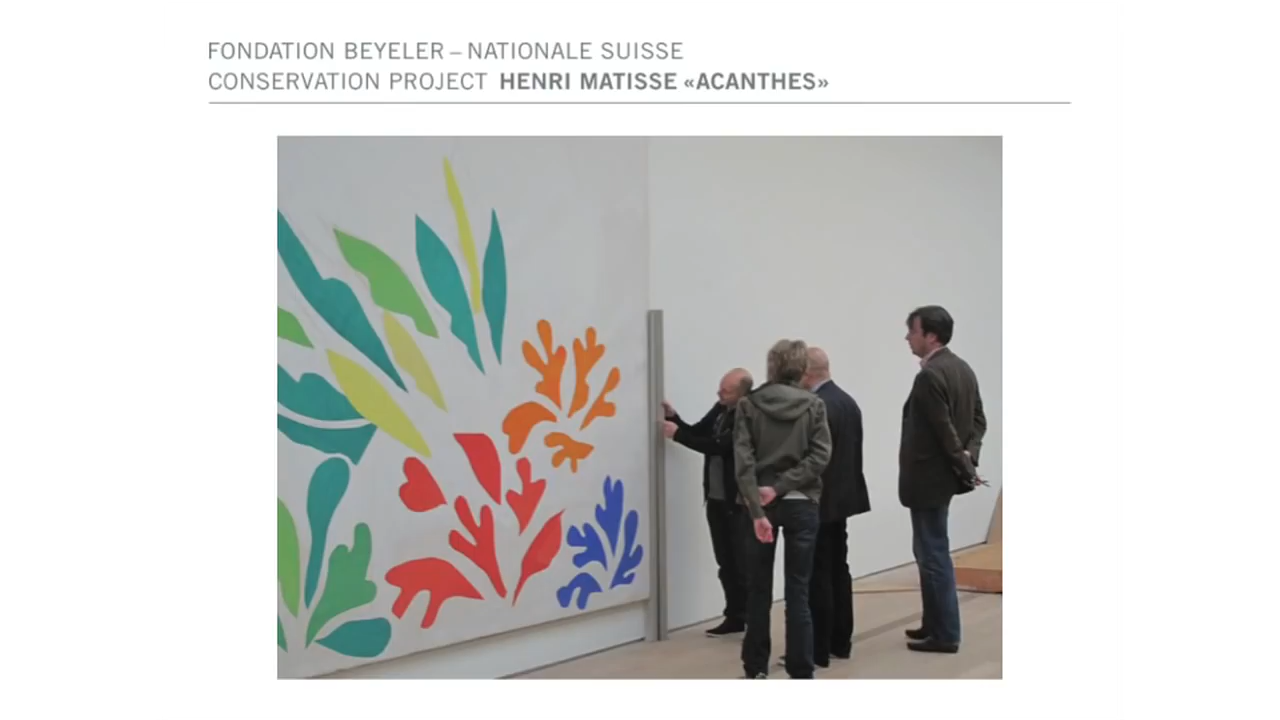 FONDATION BEYELER – NATIONALE SUISSE
CONSERVATION PROJECT HENRI MATISSE «ACANTHES»